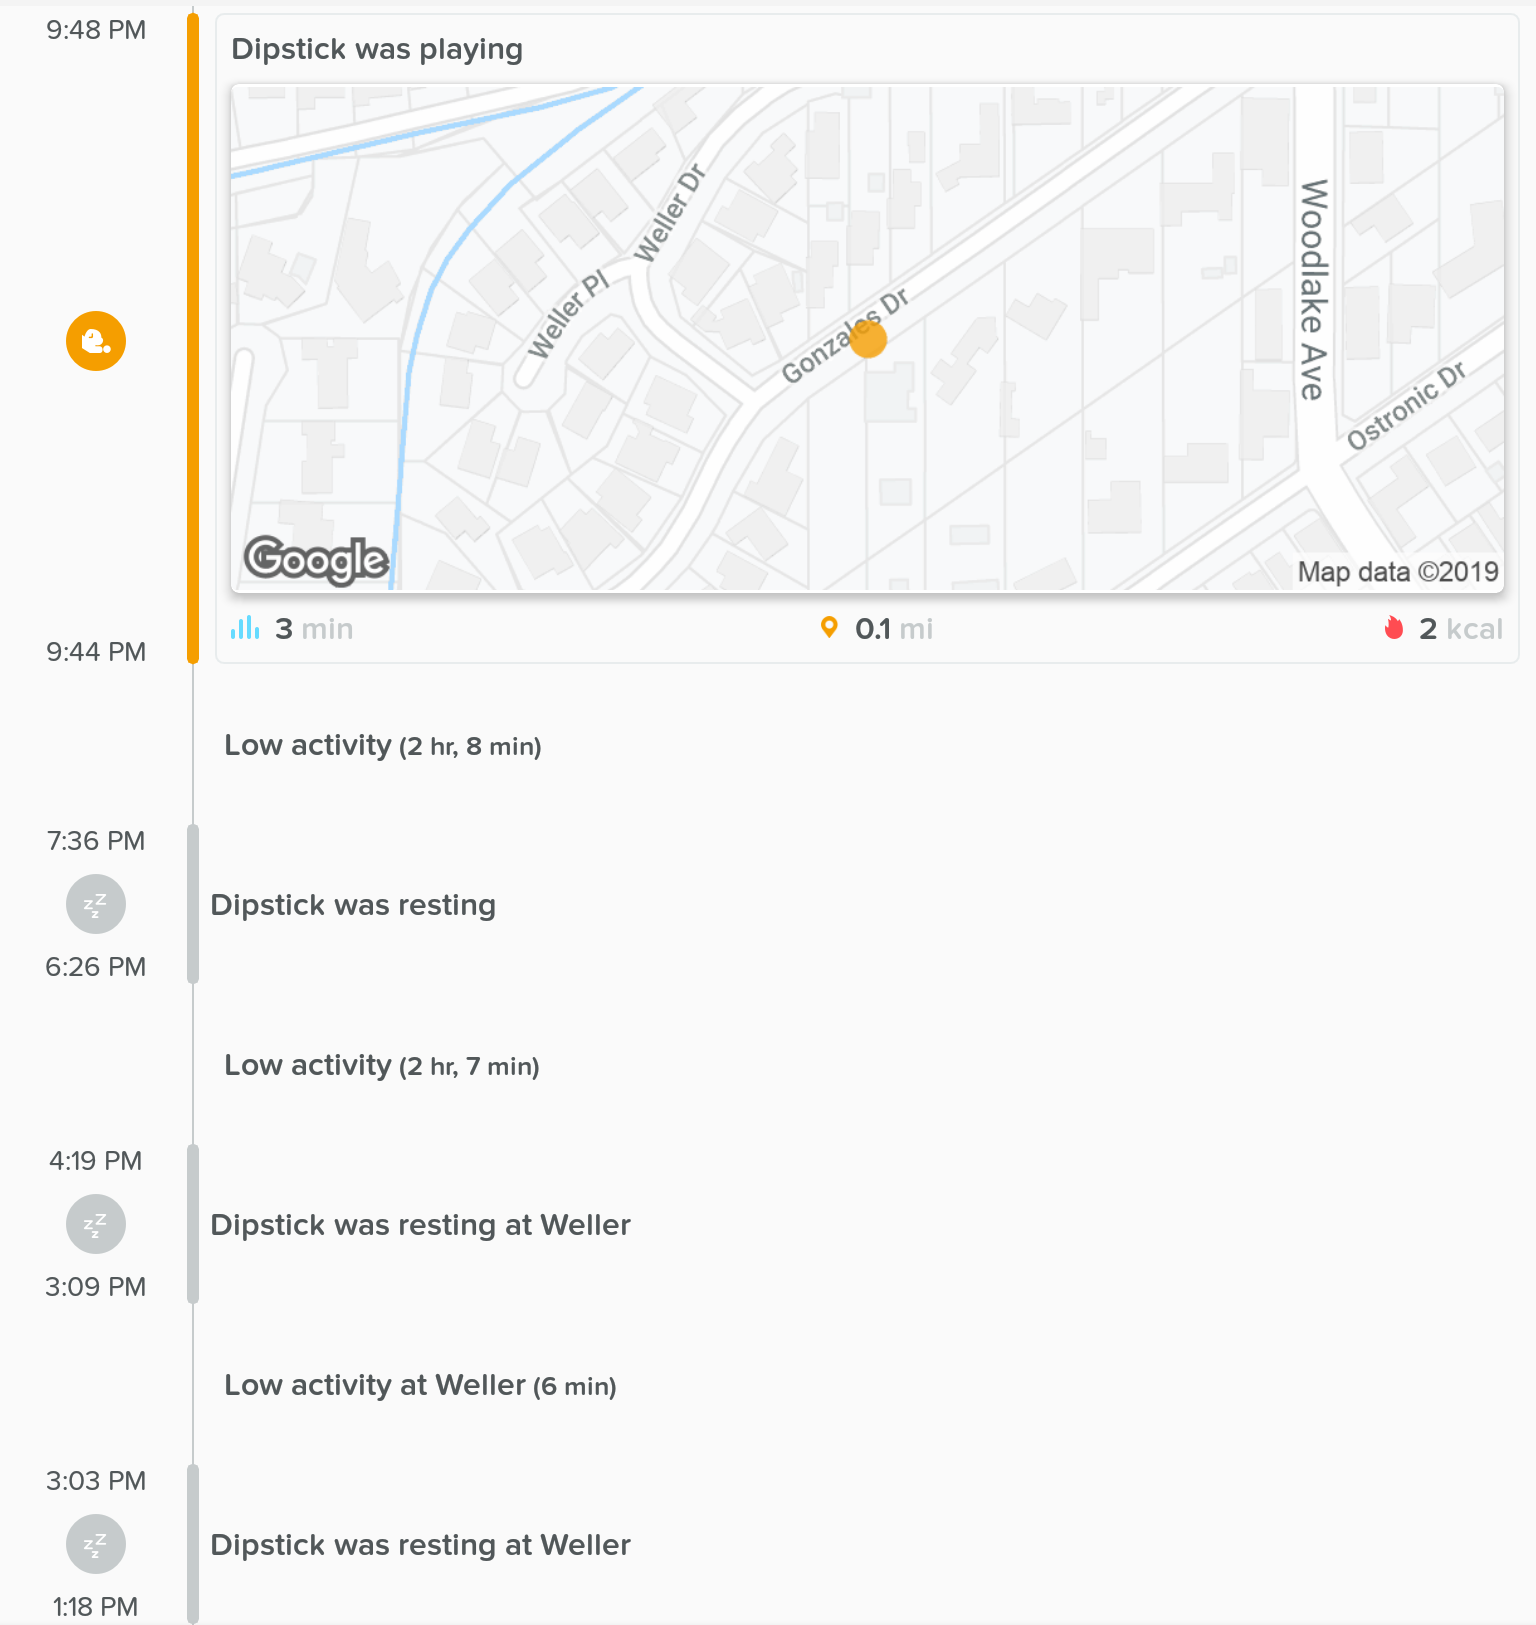 9:48 PM
Dipstick was playing
Weller Dr
Weller Pl
Gonzales Dr
Woodlake Ave
Ostronic Dr
Google
Map data ©2019
3 min
0.1 mi
2 kcal
9:44 PM
Low activity (2 hr, 8 min)
7:36 PM
zzz
Dipstick was resting
6:26 PM
Low activity (2 hr, 7 min)
4:19 PM
zzz
Dipstick was resting at Weller
3:09 PM
Low activity at Weller (6 min)
3:03 PM
zzz
Dipstick was resting at Weller
1:18 PM